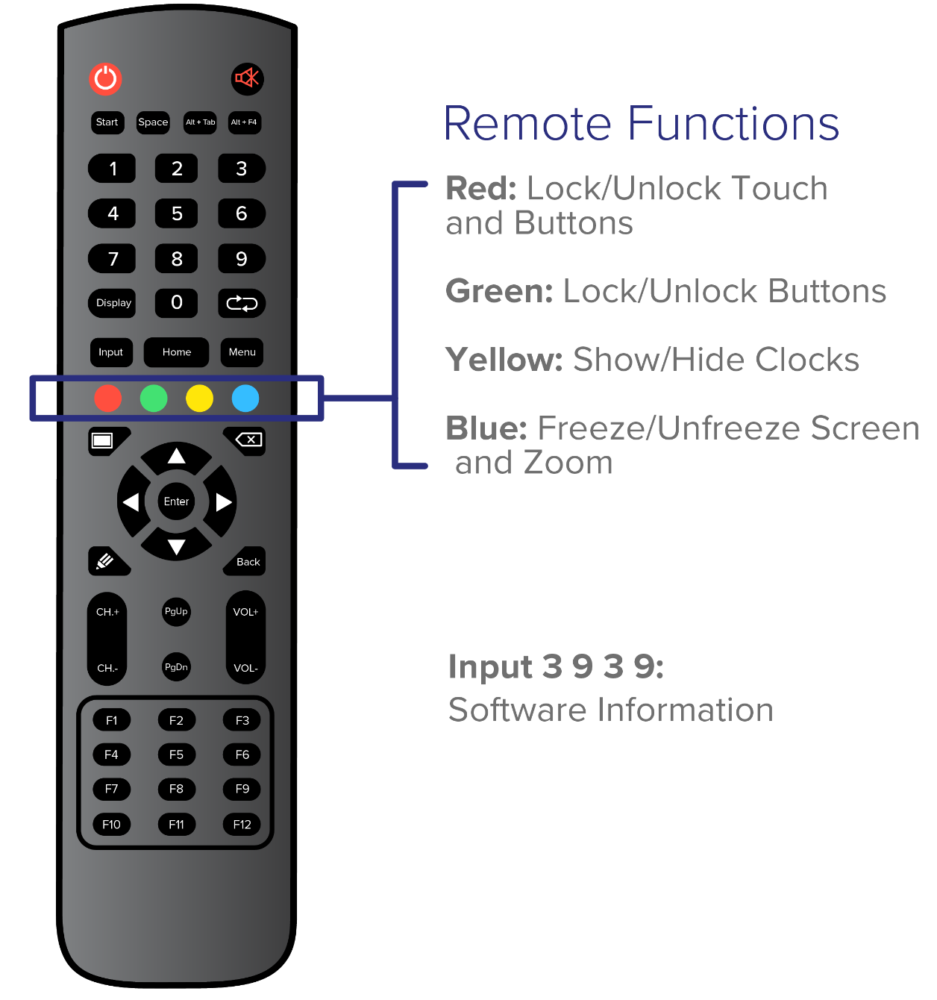 Start Space Alt + Tab Alt + F4
1 2 3
4 5 6
7 8 9
Display 0
Input Home Menu
Enter
Back
CH.+ PgUp VOL+
CH.- PgDn VOL-
F1 F2 F3
F4 F5 F6
F7 F8 F9
F10 F11 F12
Remote Functions
Red: Lock/Unlock Touch
and Buttons
Green: Lock/Unlock Buttons
Yellow: Show/Hide Clocks
Blue: Freeze/Unfreeze Screen
and Zoom
Input 3 9 3 9:
Software Information